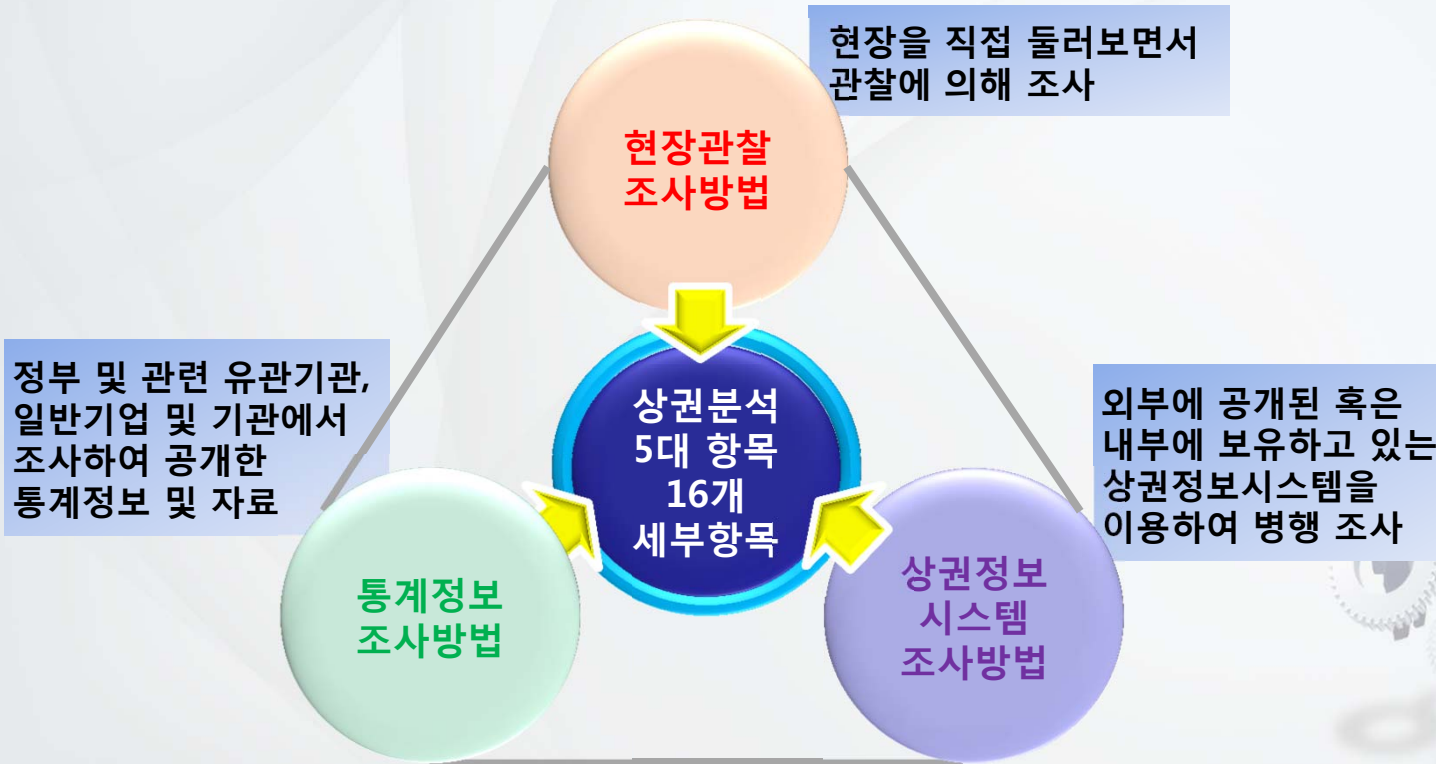 현장을 직접 둘러보면서
관찰에 의해 조사
현장관찰
조사방법
정부 및 관련 유관기관,
일반기업 및 기관에서
조사하여 공개한
통계정보 및 자료
상권분석
5대 항목
16개
세부항목
외부에 공개된 혹은
내부에 보유하고 있는
상권정보시스템을
이용하여 병행 조사
통계정보
조사방법
상권정보
시스템
조사방법